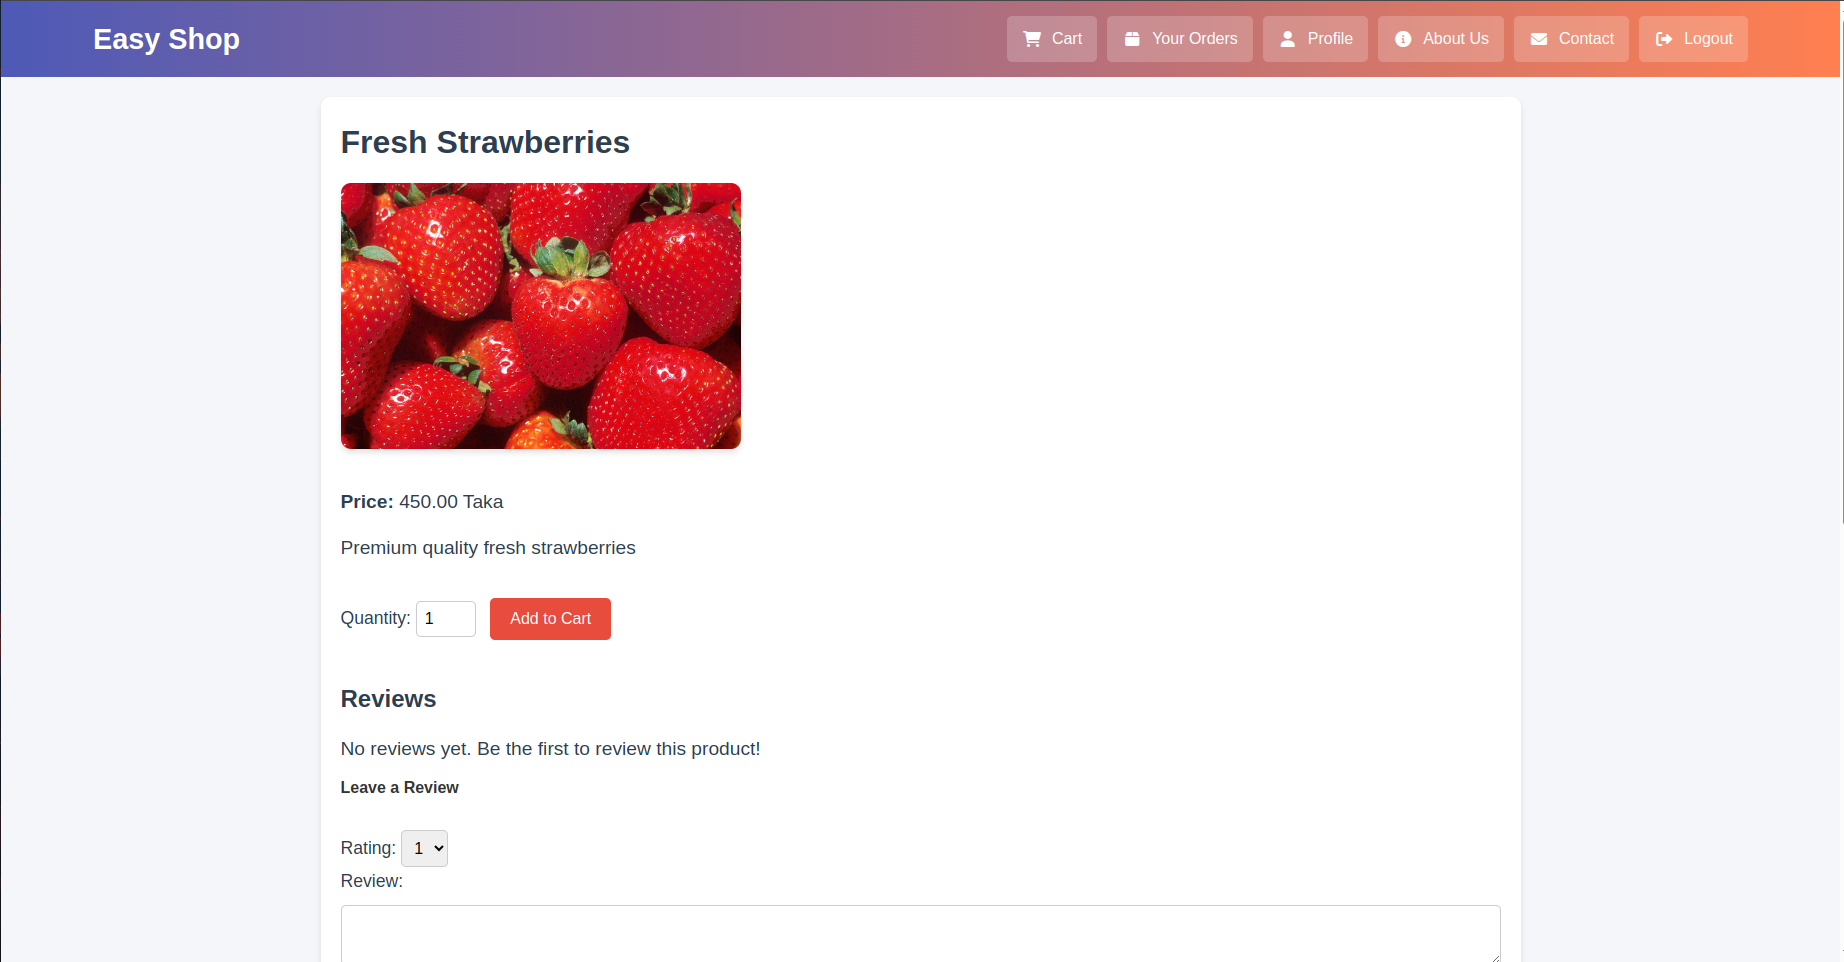 Easy Shop
Cart
Your Orders
Profile
About Us
Contact
Logout
Fresh Strawberries
Price: 450.00 Taka
Premium quality fresh strawberries
Quantity: 1
Add to Cart
Reviews
No reviews yet. Be the first to review this product!
Leave a Review
Rating: 1
Review: